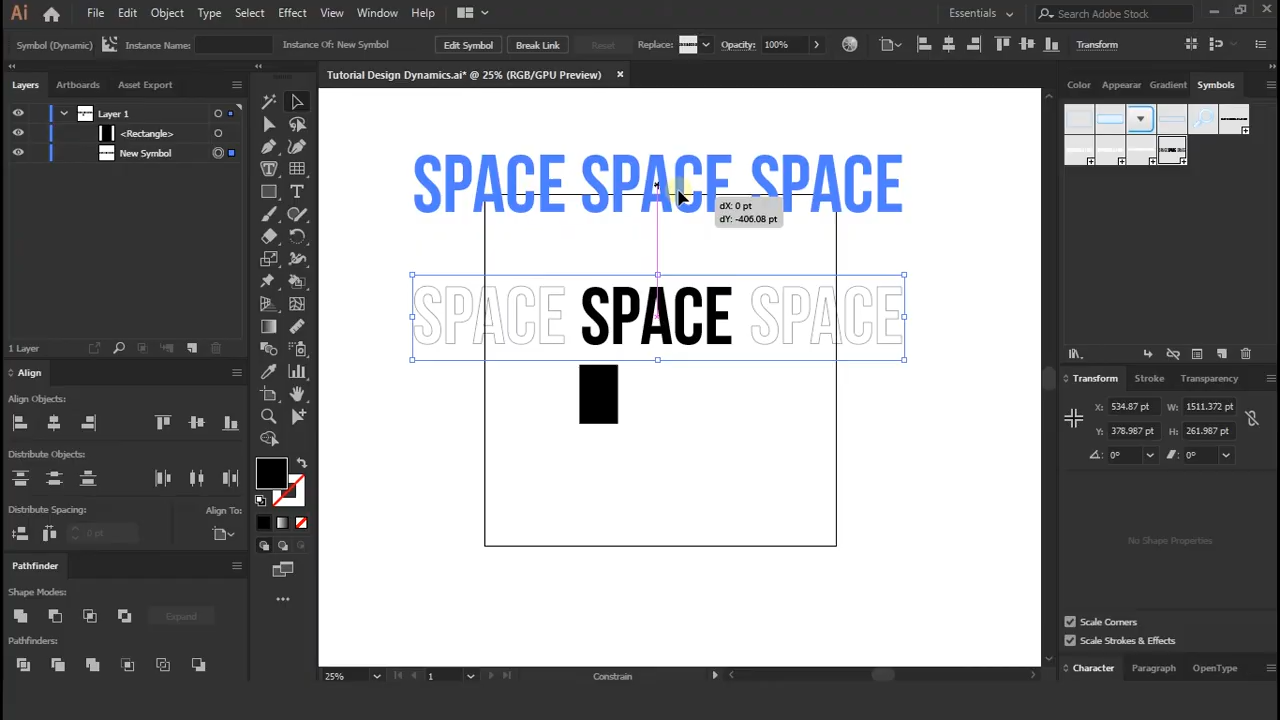 Ai File Edit Object Type Select Effect View Window Help Essentials Search Adobe Stock
Symbol (Dynamic) Instance Name: Instance Of: New Symbol Edit Symbol Break Link Reset Replace: Opacity: 100% Transform
Layers Artboards Asset Export
Layer 1
<Rectangle>
New Symbol
1 Layer
Align
Align Objects:
Distribute Objects:
Distribute Spacing: Align To:
0 pt
Pathfinder
Shape Modes:
Expand
Pathfinders:
Tutorial Design Dynamics.ai* @ 25% (RGB/GPU Preview)
SPACE SPACE SPACE
dX: 0 pt
dY: -406.08 pt
SPACE SPACE SPACE
25% 1 Constrain
Color Appear Gradient Symbols
Transform Stroke Transparency
X: 534.87 pt W: 1511.372 pt
Y: 378.987 pt H: 261.987 pt
0° 0°
No Shape Properties
Scale Corners
Scale Strokes & Effects
Character Paragraph OpenType